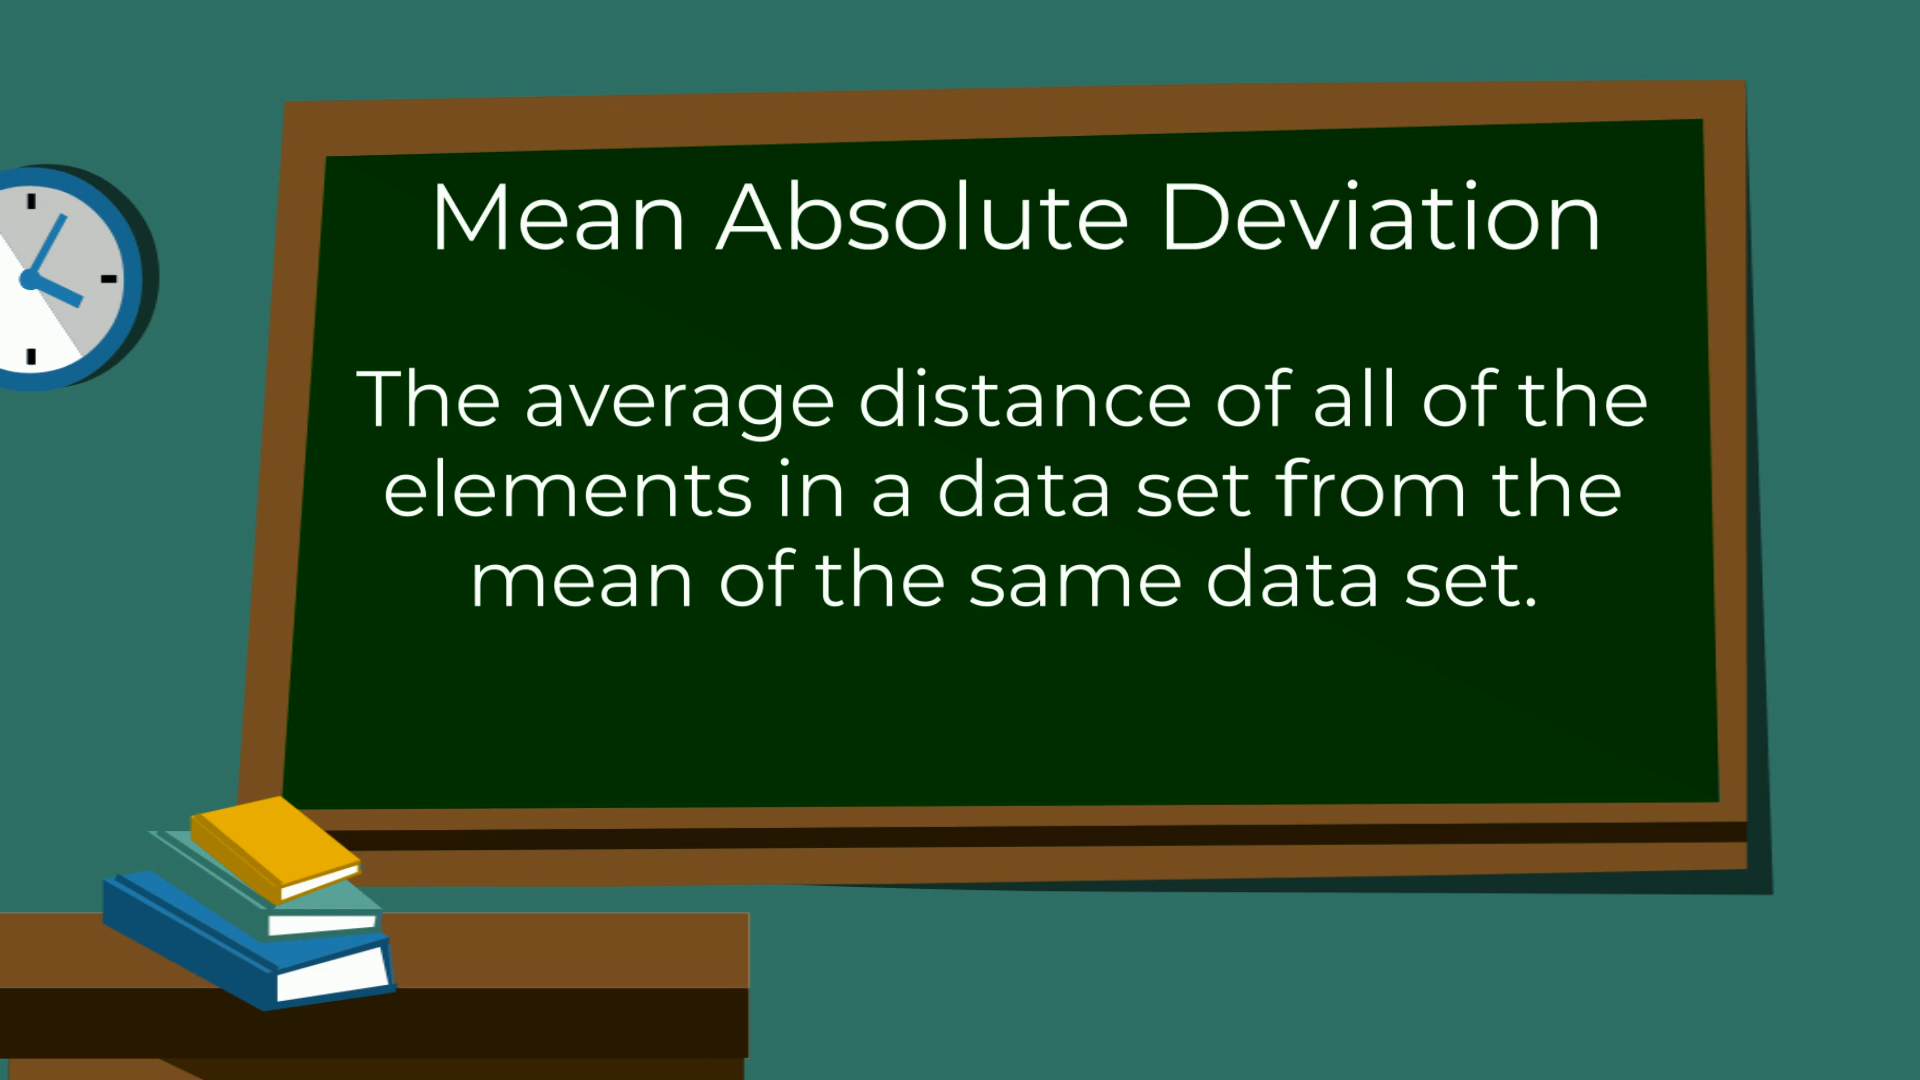 Mean Absolute Deviation
The average distance of all of the
elements in a data set from the
mean of the same data set.